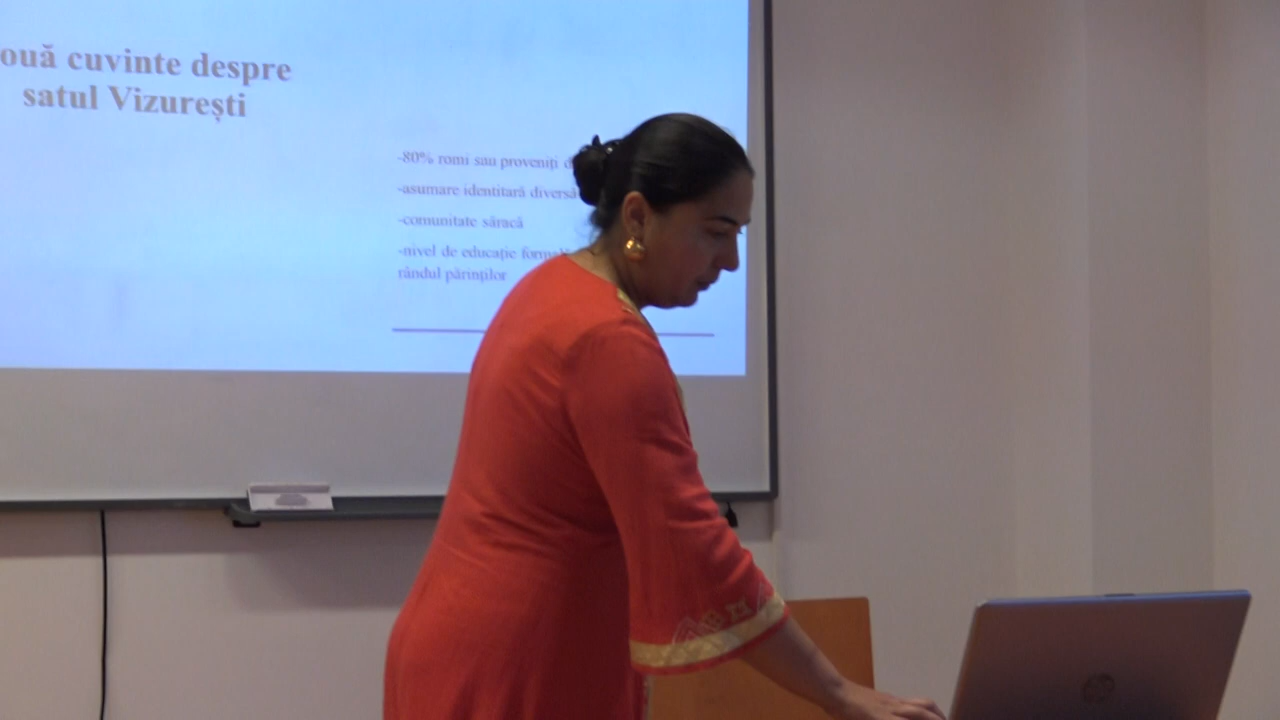 ouă cuvinte despre
satul Vizurești
-80% romi sau proveniți d
-asumare identitară diversă
-comunitate săracă
-nivel de educație formal
rândul părinților